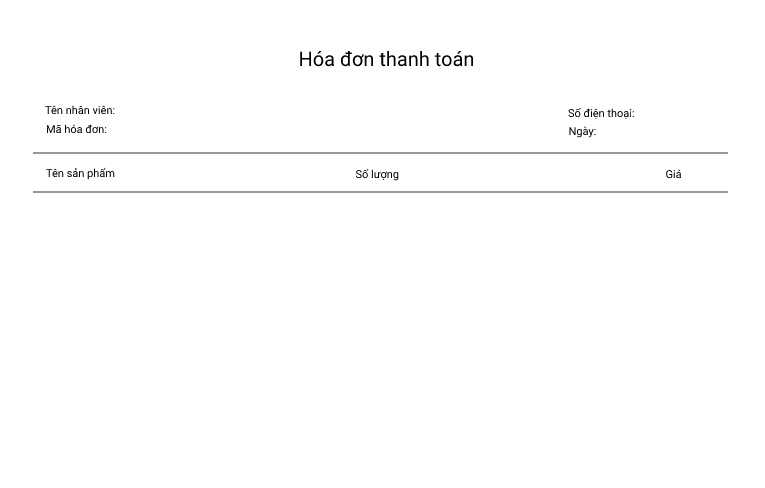 Hóa đơn thanh toán
Tên nhân viên:
Số điện thoại:
Mã hóa đơn:
Ngày:
Tên sản phẩm Số lượng Giá